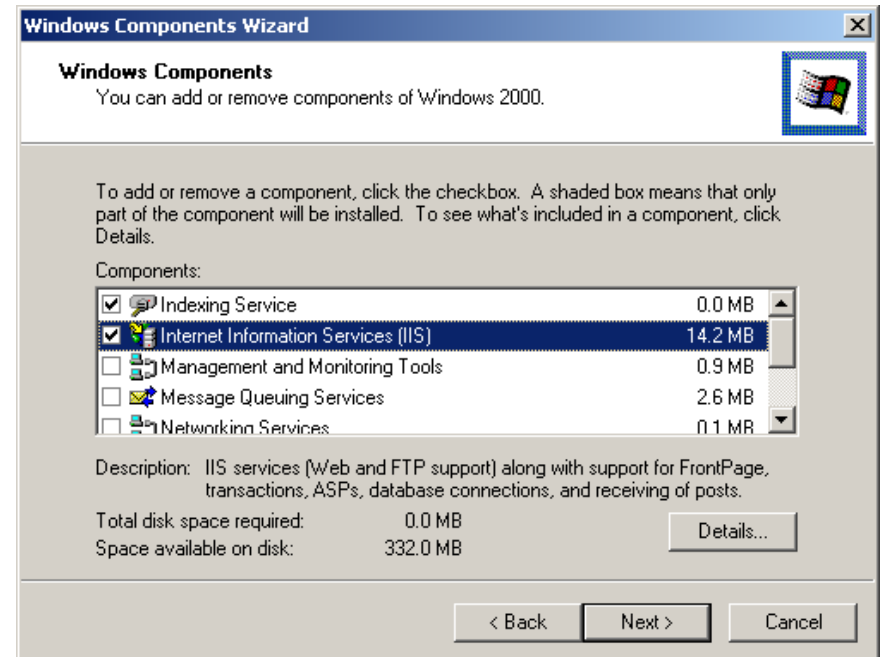 Windows Components Wizard
Windows Components
You can add or remove components of Windows 2000.
To add or remove a component, click the checkbox. A shaded box means that only
part of the component will be installed. To see what's included in a component, click
Details.
Components:
Indexing Service 0.0 MB
Internet Information Services (IIS) 14.2 MB
Management and Monitoring Tools 0.9 MB
Message Queuing Services 2.6 MB
Networking Services 0.1 MB
Description: IIS services (Web and FTP support) along with support for FrontPage,
transactions, ASPs, database connections, and receiving of posts.
Total disk space required: 0.0 MB
Space available on disk: 332.0 MB
Details...
< Back Next > Cancel